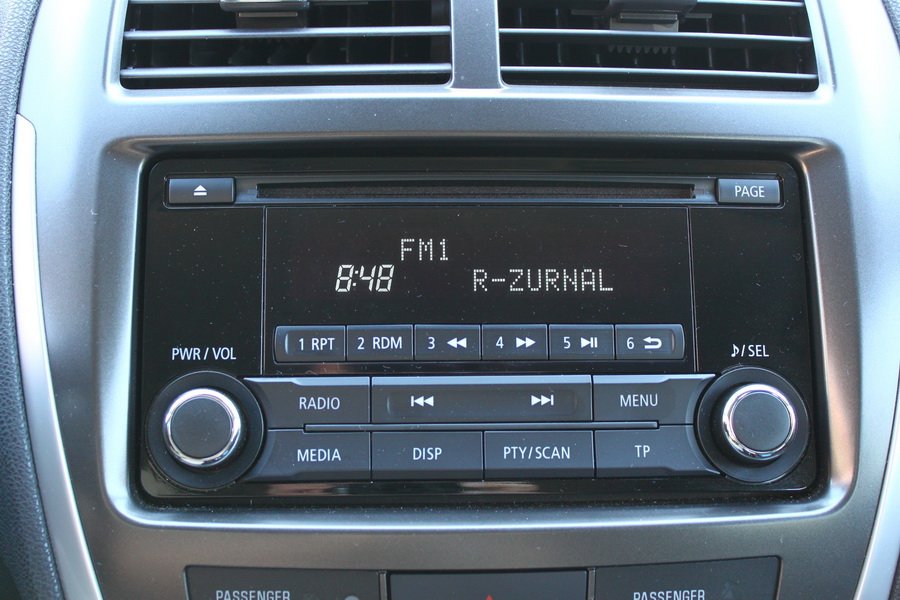 PAGE
FM1
8:48 R-ZURNAL
1 RPT 2 RDM 3 4 5 6
PWR / VOL
/ SEL
RADIO MENU
MEDIA DISP PTY/SCAN TP
PASSENGER PASSENGER